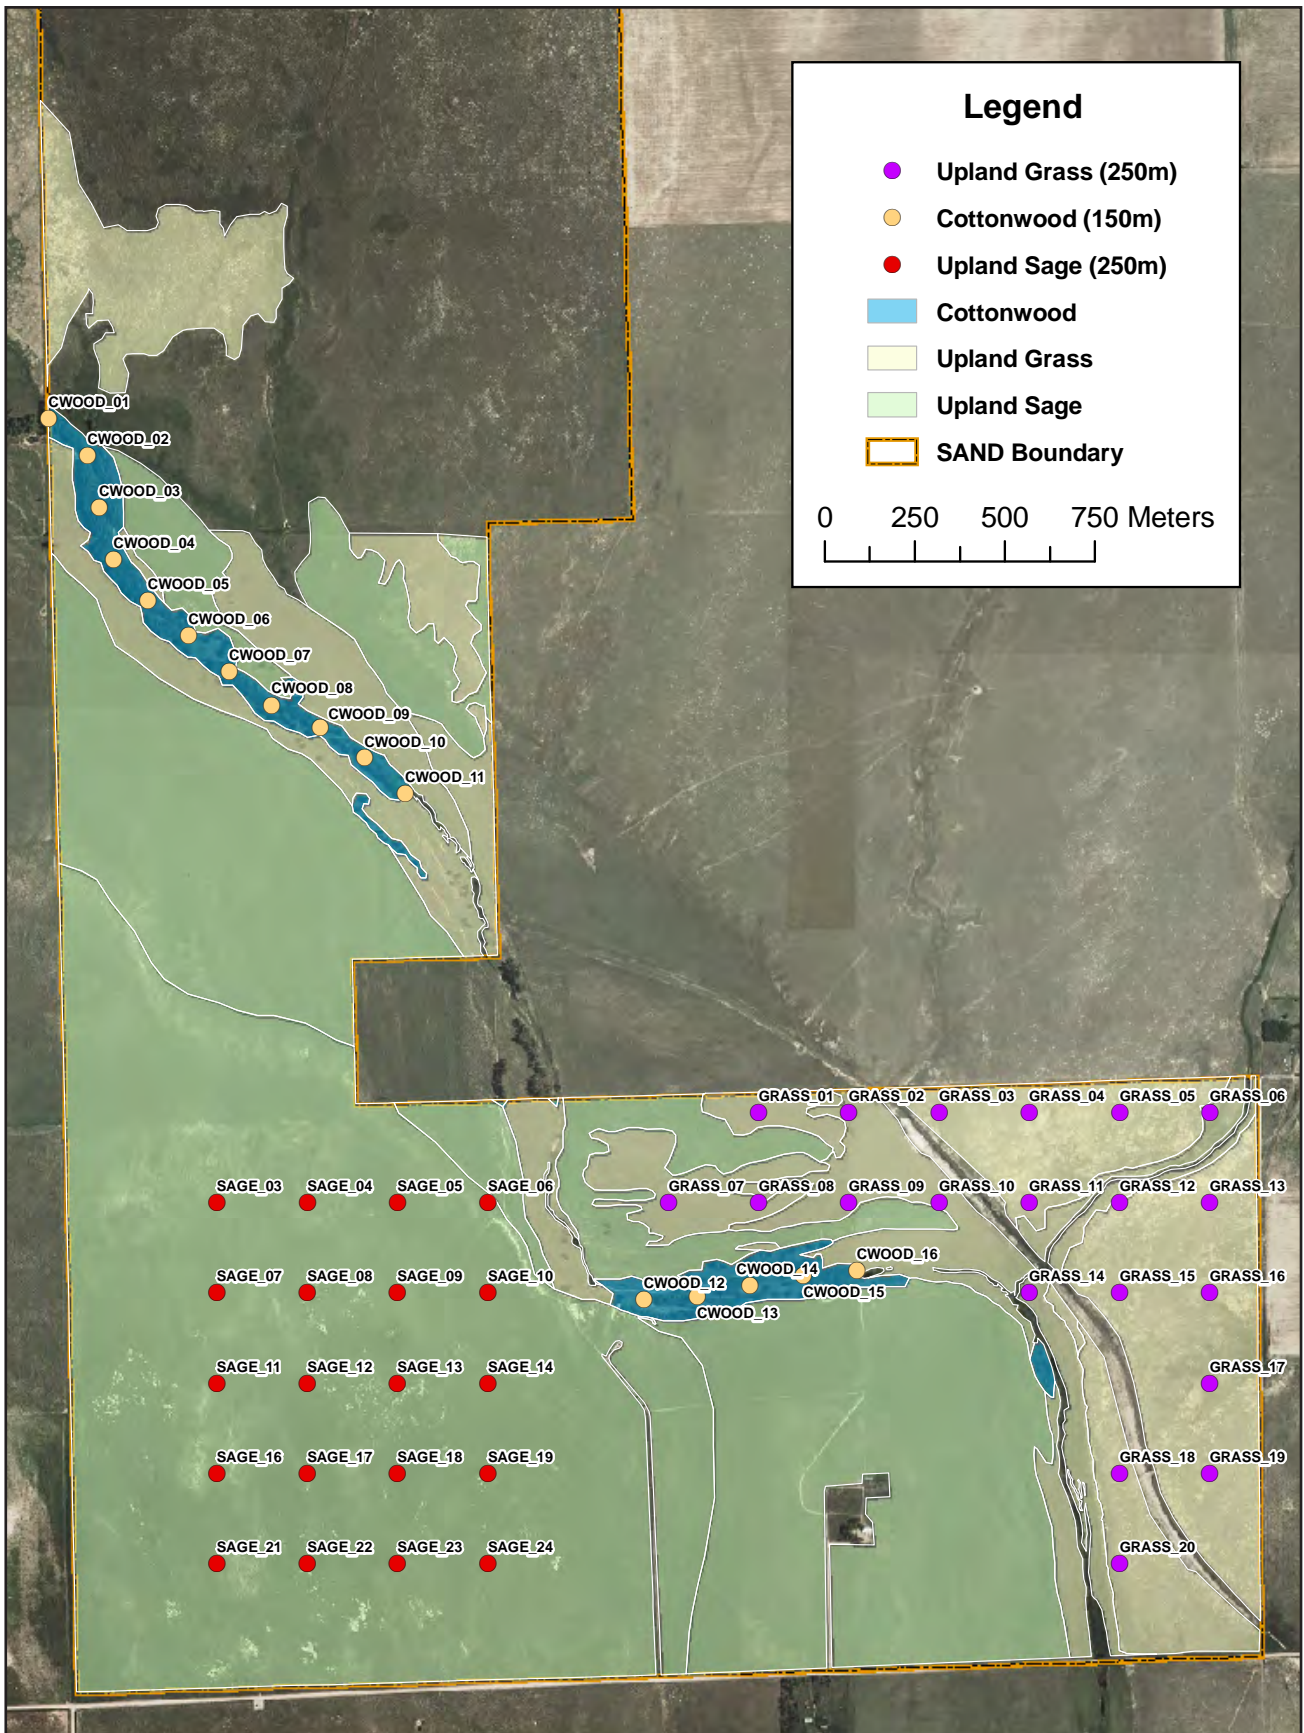 Legend
Upland Grass (250m)
Cottonwood (150m)
Upland Sage (250m)
Cottonwood
Upland Grass
Upland Sage
SAND Boundary
0 250 500 750 Meters
CWOOD_01
CWOOD_02
CWOOD_03
CWOOD_04
CWOOD_05
CWOOD_06
CWOOD_07
CWOOD_08
CWOOD_09
CWOOD_10
CWOOD_11
GRASS_01 GRASS_02 GRASS_03 GRASS_04 GRASS_05 GRASS_06
SAGE_03 SAGE_04 SAGE_05 SAGE_06 GRASS_07 GRASS_08 GRASS_09 GRASS_10 GRASS_11 GRASS_12 GRASS_13
CWOOD_16
CWOOD_14
SAGE_07 SAGE_08 SAGE_09 SAGE_10 CWOOD_12 GRASS_14 GRASS_15 GRASS_16
CWOOD_15
CWOOD_13
SAGE_11 SAGE_12 SAGE_13 SAGE_14 GRASS_17
SAGE_16 SAGE_17 SAGE_18 SAGE_19 GRASS_18 GRASS_19
SAGE_21 SAGE_22 SAGE_23 SAGE_24 GRASS_20